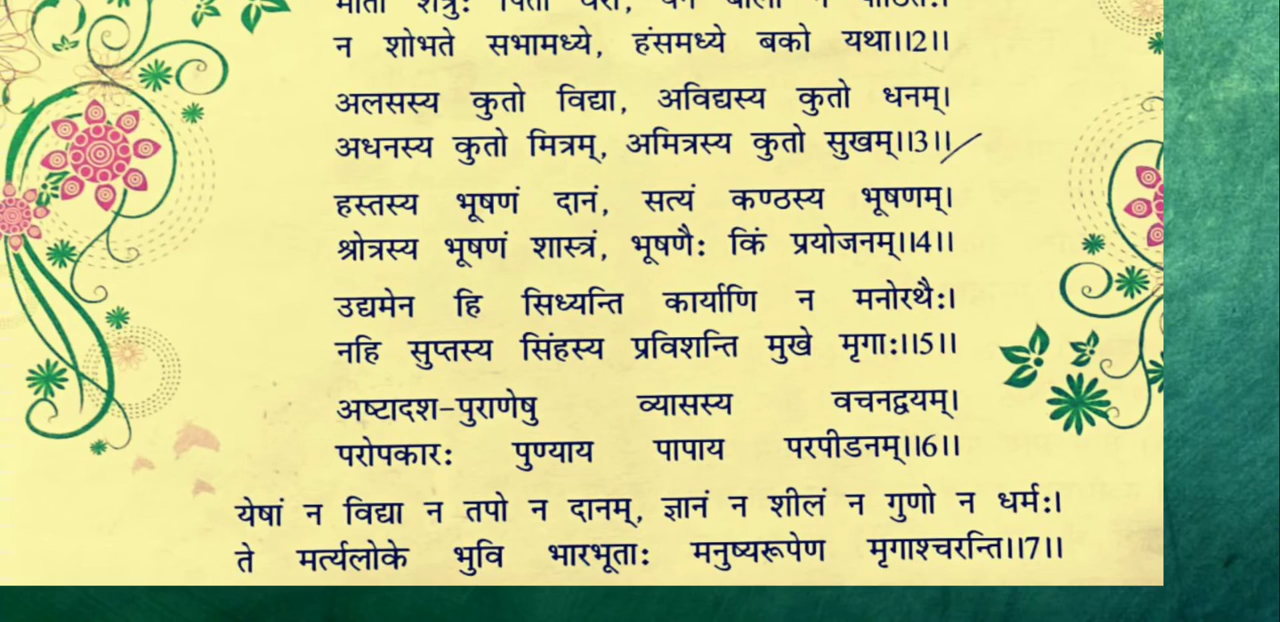 न शोभते सभामध्ये, हंसमध्ये बको यथा।।2।।
अलसस्य कुतो विद्या, अविद्यस्य कुतो धनम्।
अधनस्य कुतो मित्रम्, अमित्रस्य कुतो सुखम्।।3।।
हस्तस्य भूषणं दानं, सत्यं कण्ठस्य भूषणम्।
श्रोत्रस्य भूषणं शास्त्रं, भूषणैः किं प्रयोजनम्।।4।।
उद्यमेन हि सिध्यन्ति कार्याणि न मनोरथैः।
नहि सुप्तस्य सिंहस्य प्रविशन्ति मुखे मृगाः।।5।।
अष्टादश-पुराणेषु व्यासस्य वचनद्वयम्।
परोपकारः पुण्याय पापाय परपीडनम्।।6।।
येषां न विद्या न तपो न दानम्, ज्ञानं न शीलं न गुणो न धर्मः।
ते मर्त्यलोके भुवि भारभूताः मनुष्यरूपेण मृगाश्चरन्ति।।7।।